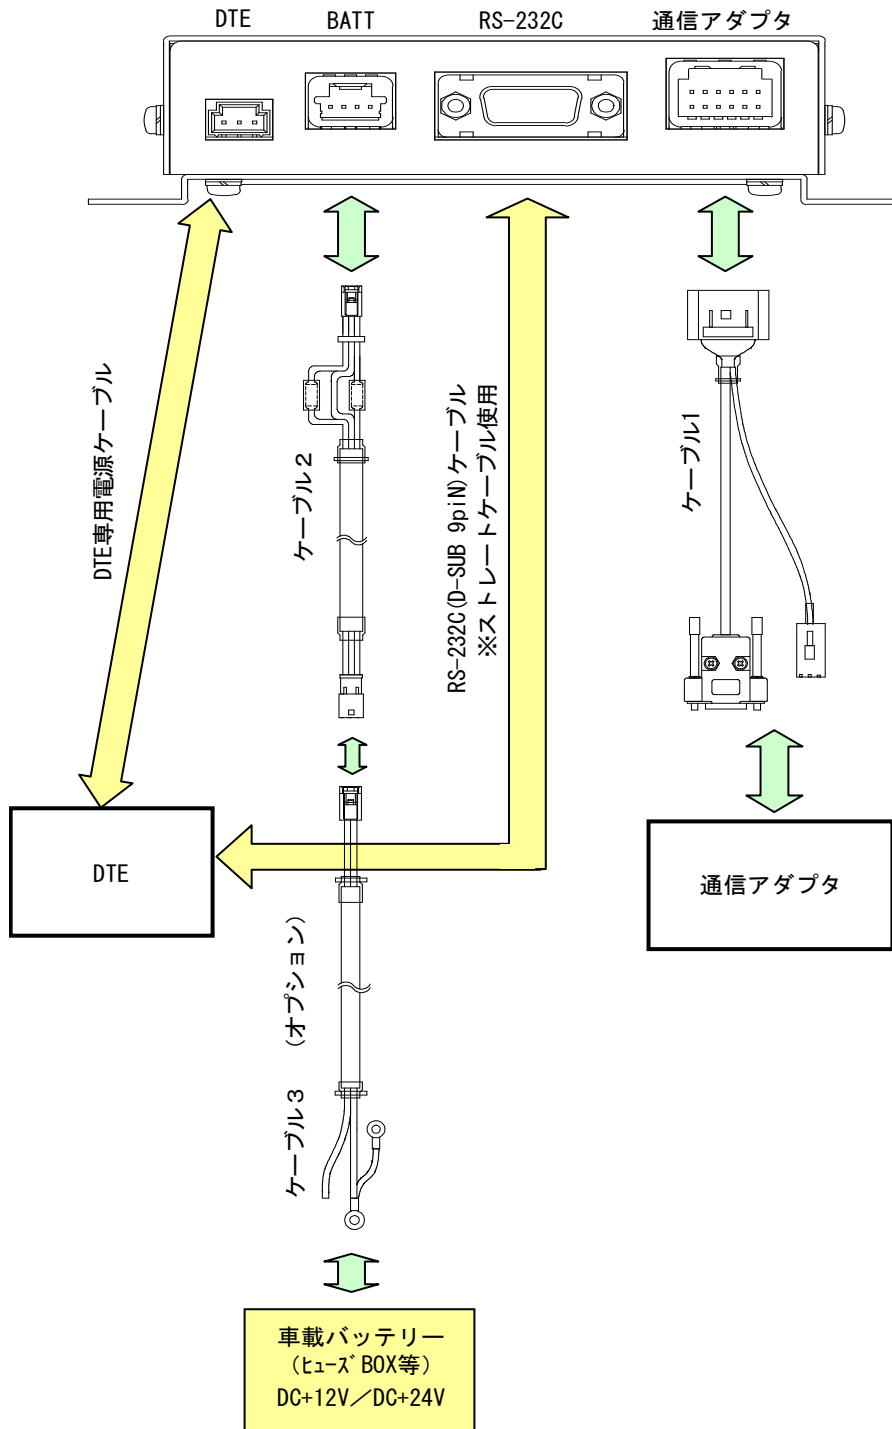 DTE
BATT
RS-232C
通信アダプタ
DTE専用電源ケーブル
ケーブル２
RS-232C(D-SUB 9piN)ケーブル
※ストレートケーブル使用
ケーブル1
DTE
通信アダプタ
ケーブル３　（オプション）
車載バッテリー
（ﾋｭｰｽﾞBOX等）
DC+12V／DC+24V